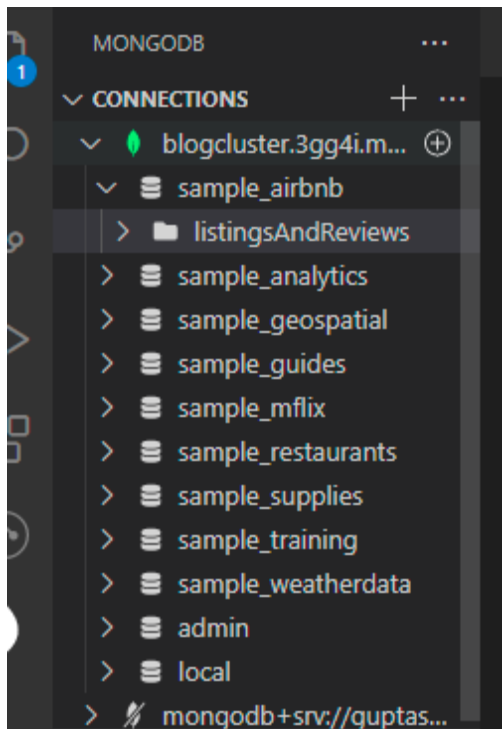 MONGODB ...
1
CONNECTIONS ...
blogcluster.3gg4i.m...
sample_airbnb
listingsAndReviews
sample_analytics
sample_geospatial
sample_guides
sample_mflix
sample_restaurants
sample_supplies
sample_training
sample_weatherdata
admin
local
mongodb+srv://guptas...